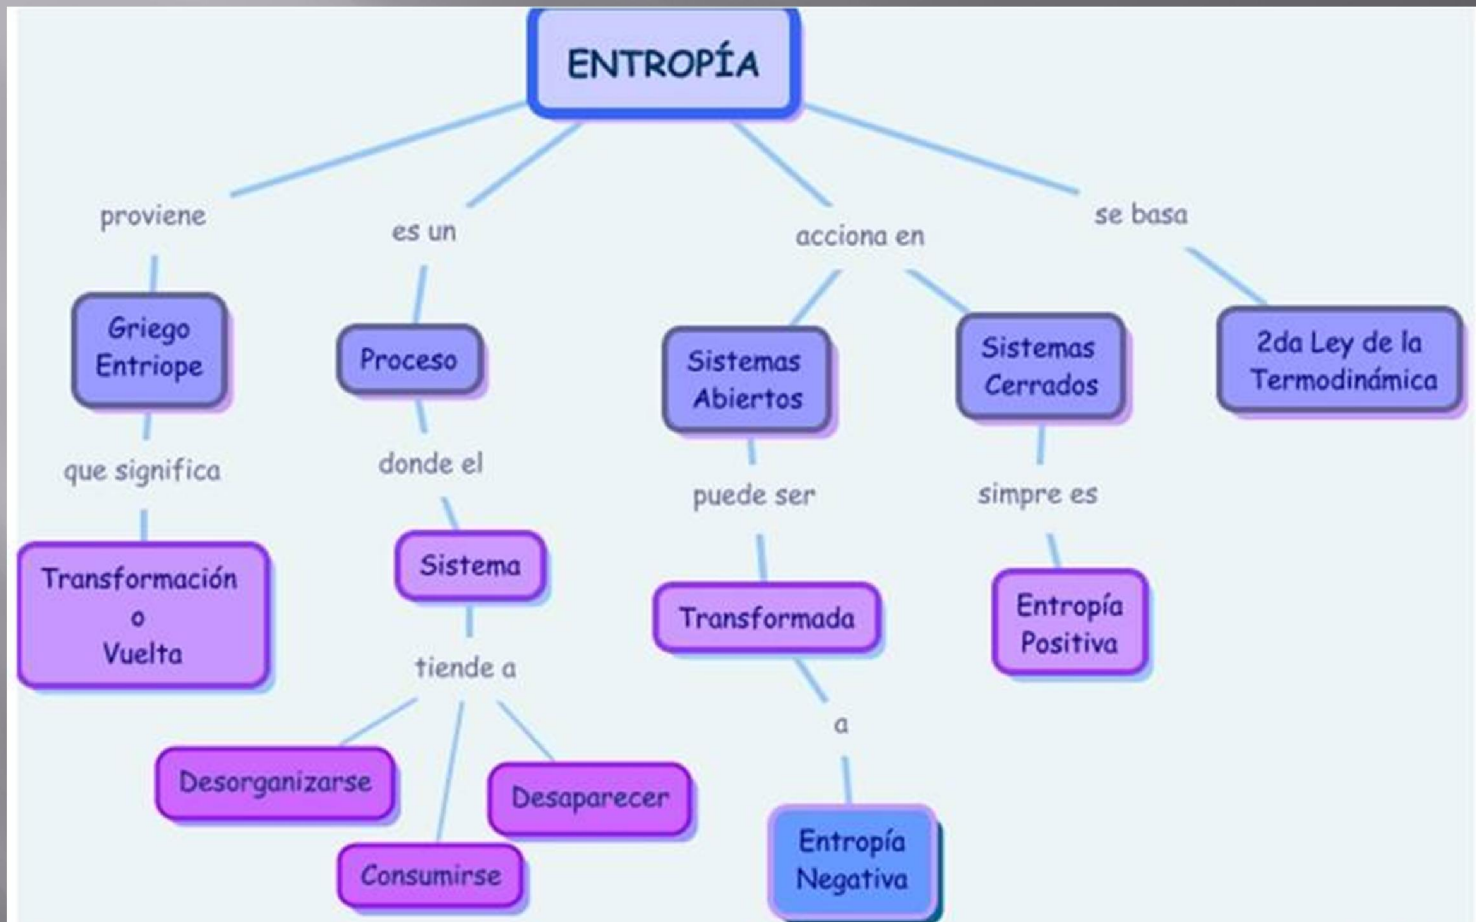 ENTROPÍA
proviene
es un
acciona en
se basa
Griego
Entriope
Proceso
Sistemas
Abiertos
Sistemas
Cerrados
2da Ley de la
Termodinámica
que significa
donde el
puede ser
simpre es
Transformación
o
Vuelta
Sistema
Transformada
Entropía
Positiva
tiende a
a
Desorganizarse
Desaparecer
Consumirse
Entropía
Negativa